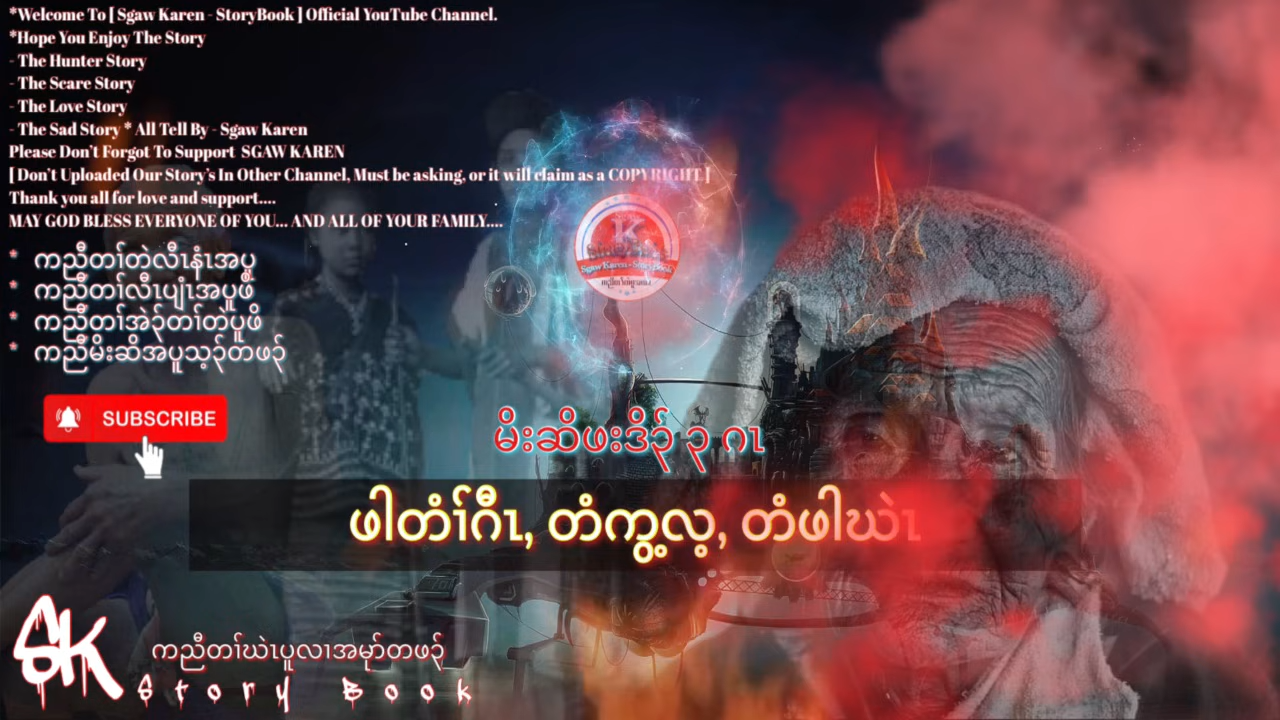 *Welcome To [ Sgaw Karen - StoryBook ] Official YouTube Channel.
*Hope You Enjoy The Story
- The Hunter Story
- The Scare Story
- The Love Story
- The Sad Story * All Tell By - Sgaw Karen
Please Don't Forgot To Support SGAW KAREN
[ Don't Uploaded Our Story's In Other Channel, Must be asking, or it will claim as a COPYRIGHT ]
Thank you all for love and support....
MAY GOD BLESS EVERYONE OF YOU... AND ALL OF YOUR FAMILY....
* ကညီတၢ်တဲလီၤနံၤအပူ
* ကညီတၢ်လီၤပျံၤအပူဖိ
* ကညီတၢ်အဲၣ်တၢ်တဲပူဖိ
* ကညီမိးဆိအပူသ့ၣ်တဖၣ်
K
Sgaw Karen - Story Book
SUBSCRIBE
မိးဆိဖးဒိၣ် ၃ ဂၤ
ဖါတံၢ်ဂီၤ, တံကွ့လ့, တံဖါဃဲၤ
SK
ကညီတၢ်ဃဲၤပူလၢအမုာ်တဖၣ်
Story Book